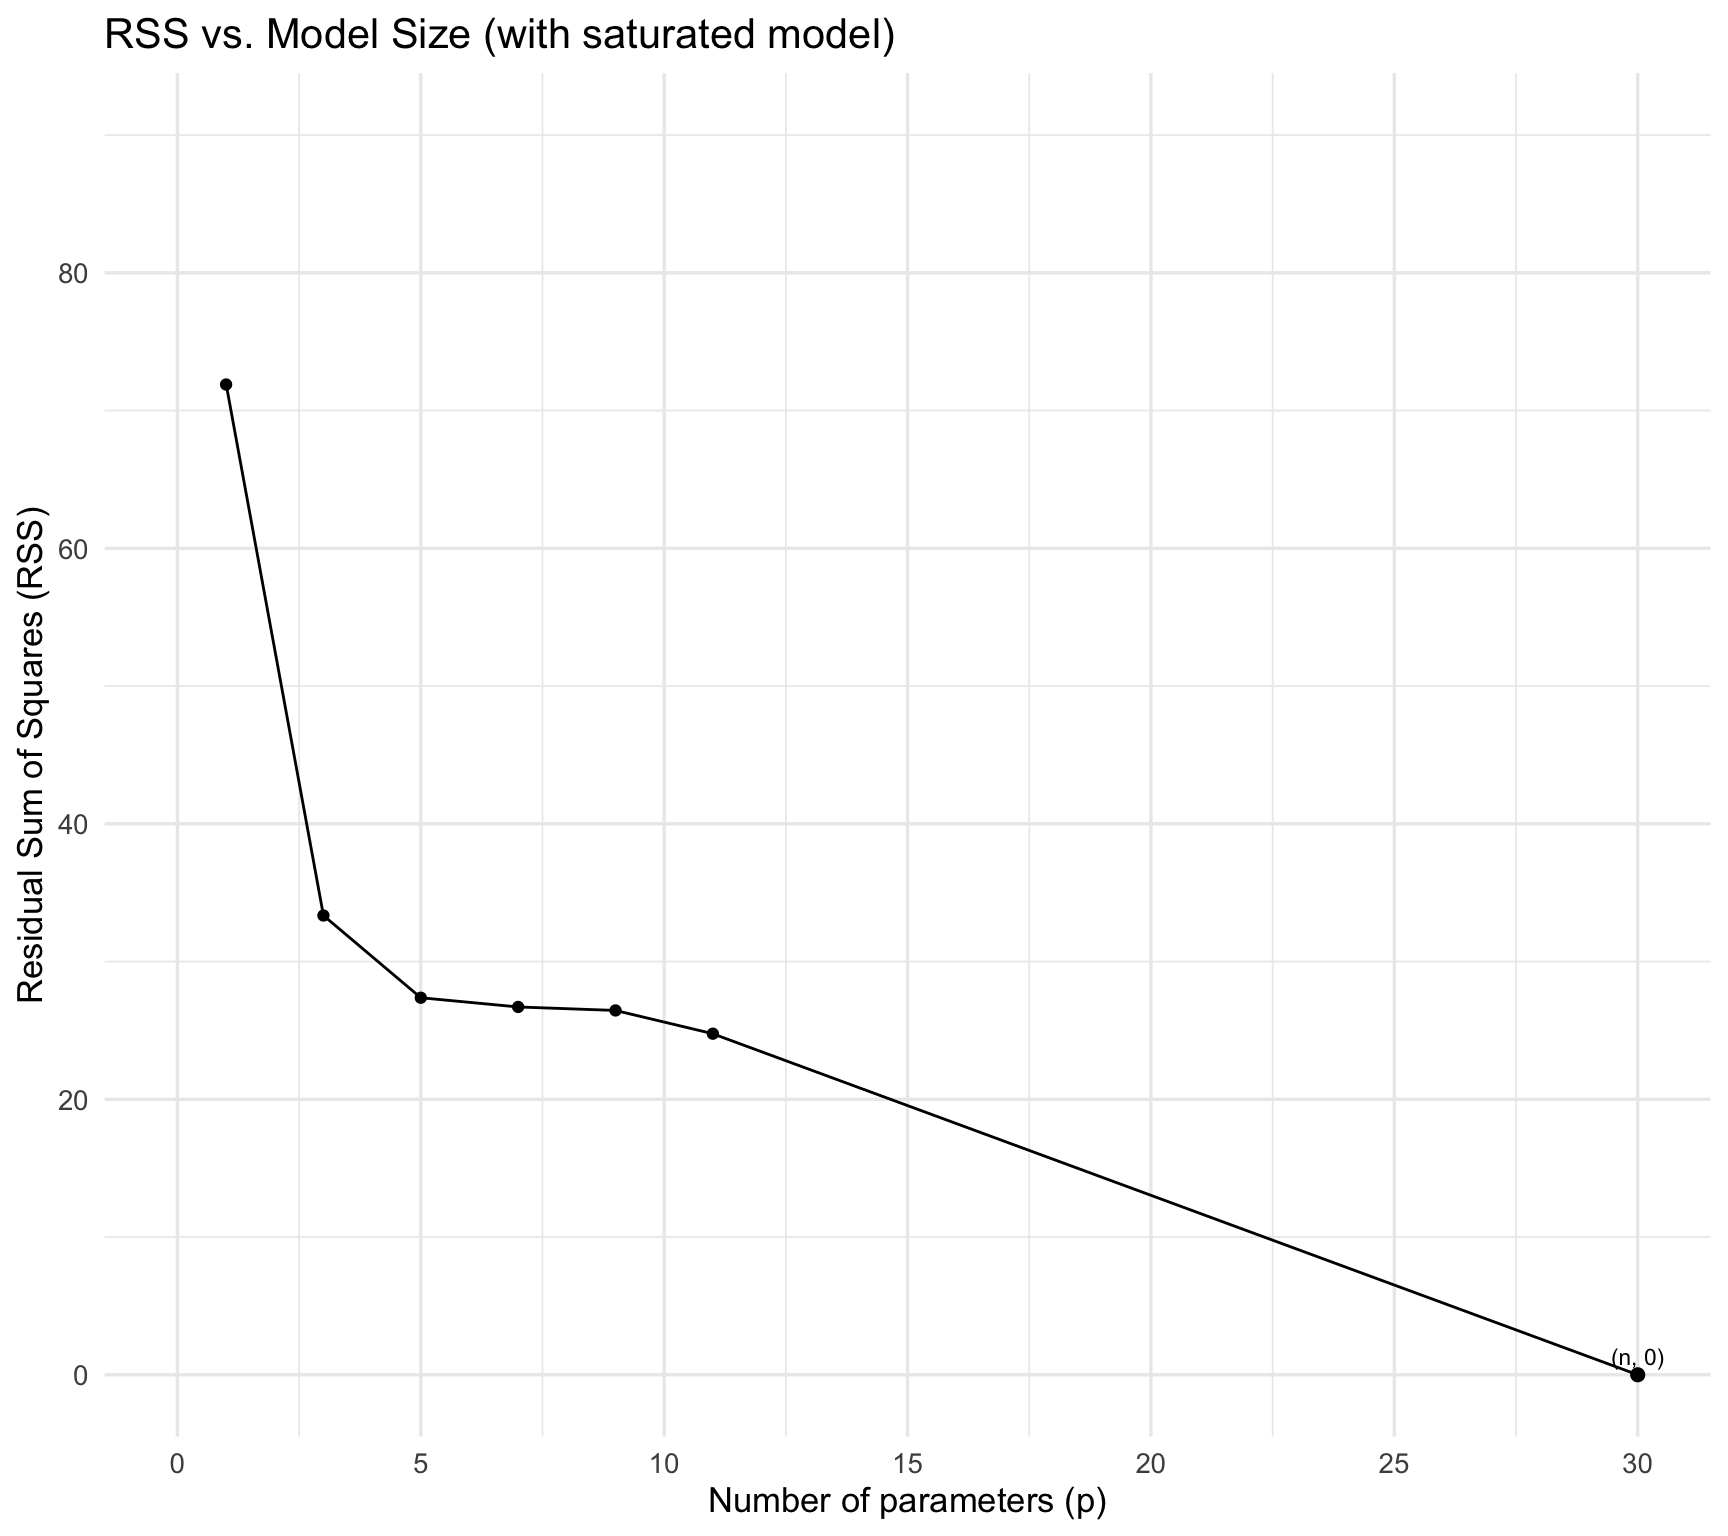 RSS vs. Model Size (with saturated model)
Residual Sum of Squares (RSS)
80
60
40
20
0
(n, 0)
0 5 10 15 20 25 30
Number of parameters (p)